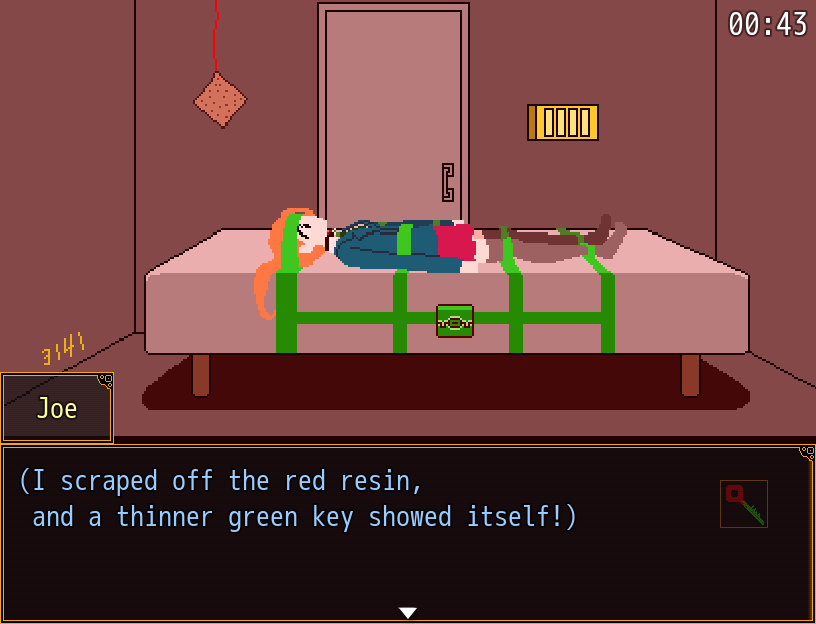 00:43
Joe
(I scraped off the red resin,
and a thinner green key showed itself!)